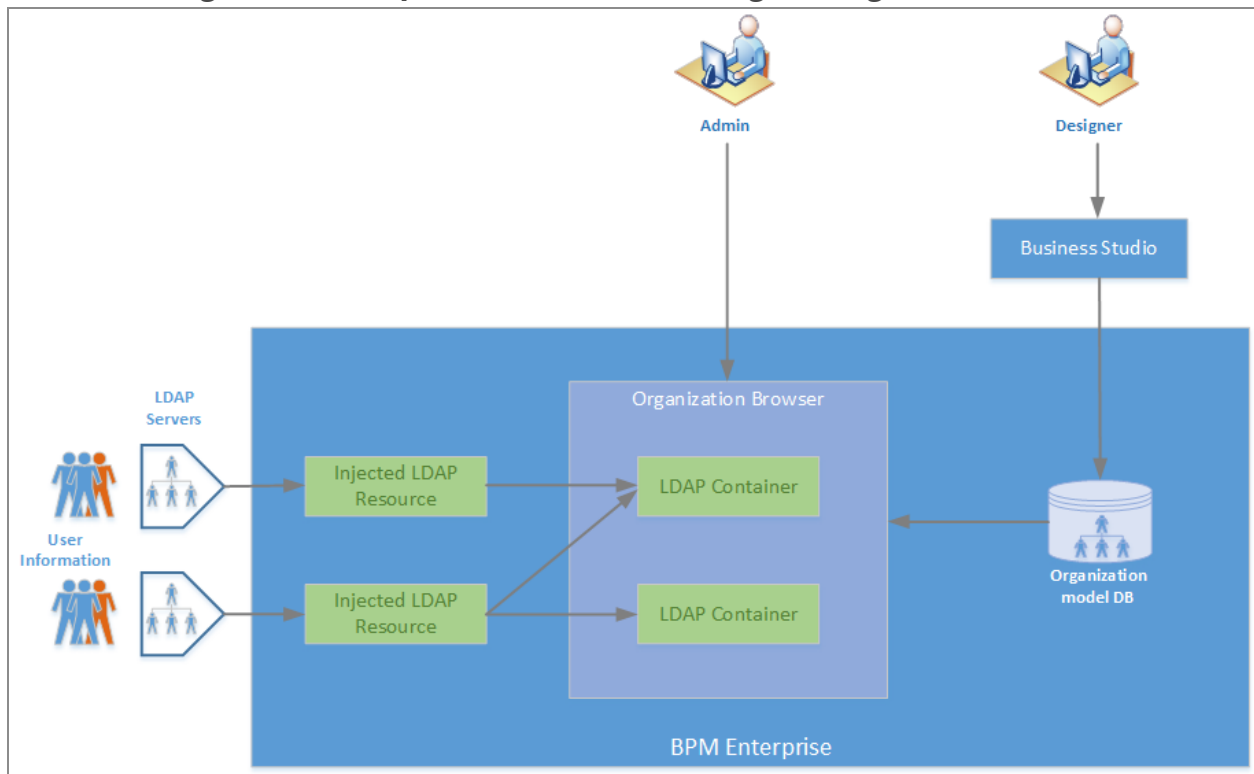 Admin
Designer
Business Studio
LDAP
Servers
Organization Browser
Injected LDAP
Resource
LDAP Container
User
Information
Injected LDAP
Resource
LDAP Container
Organization
model DB
BPM Enterprise